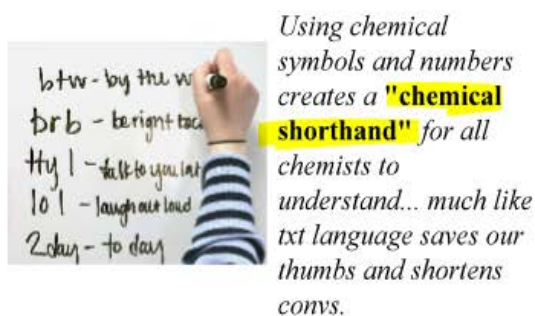 btw - by the w
brb - be right bac
ttyl - talk to you lat
lol - laugh out loud
2day - to day
Using chemical
symbols and numbers
creates a "chemical
shorthand" for all
chemists to
understand... much like
txt language saves our
thumbs and shortens
convs.